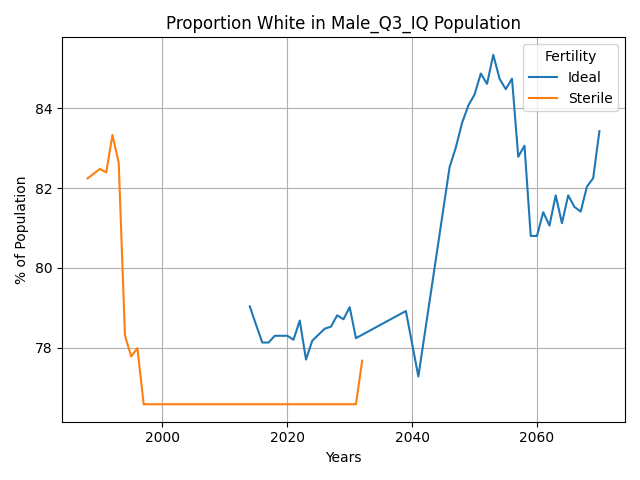 Proportion White in Male_Q3_IQ Population
Fertility
Ideal
Sterile
84
82
80
78
% of Population
2000
2020
2040
2060
Years